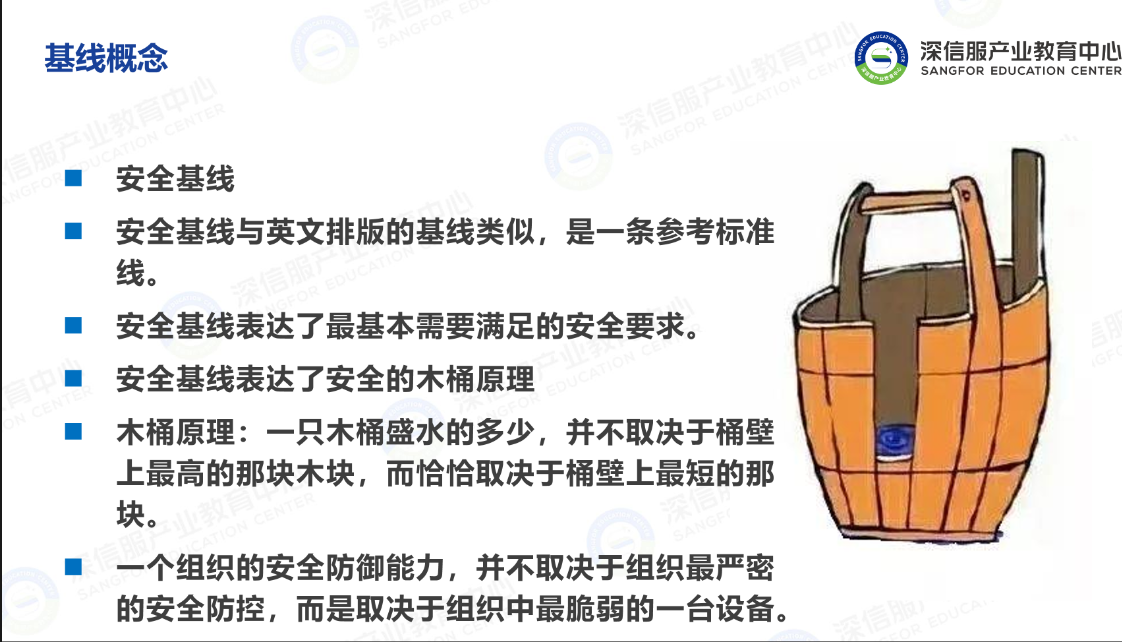 基线概念
深信服产业教育中心
SANGFOR EDUCATION CENTER
安全基线
安全基线与英文排版的基线类似，是一条参考标准
线。
安全基线表达了最基本需要满足的安全要求。
安全基线表达了安全的木桶原理
木桶原理：一只木桶盛水的多少，并不取决于桶壁
上最高的那块木块，而恰恰取决于桶壁上最短的那
块。
一个组织的安全防御能力，并不取决于组织最严密
的安全防控，而是取决于组织中最脆弱的一台设备。